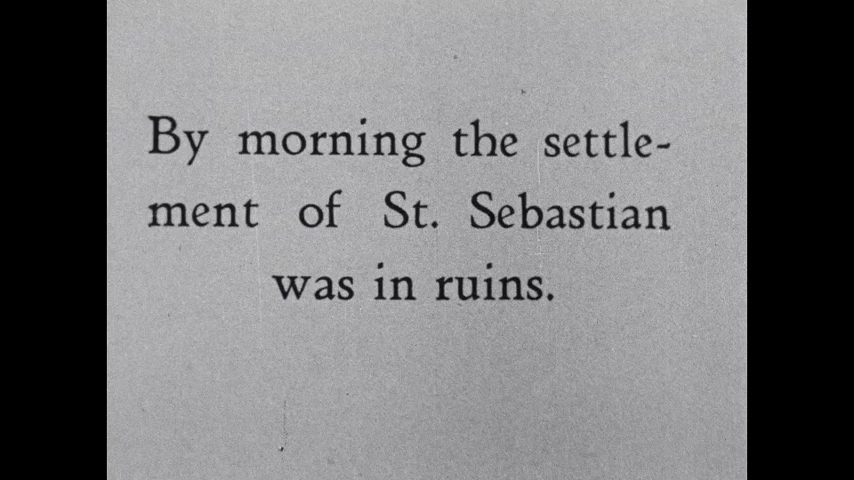 By morning the settle-
ment of St. Sebastian
was in ruins.